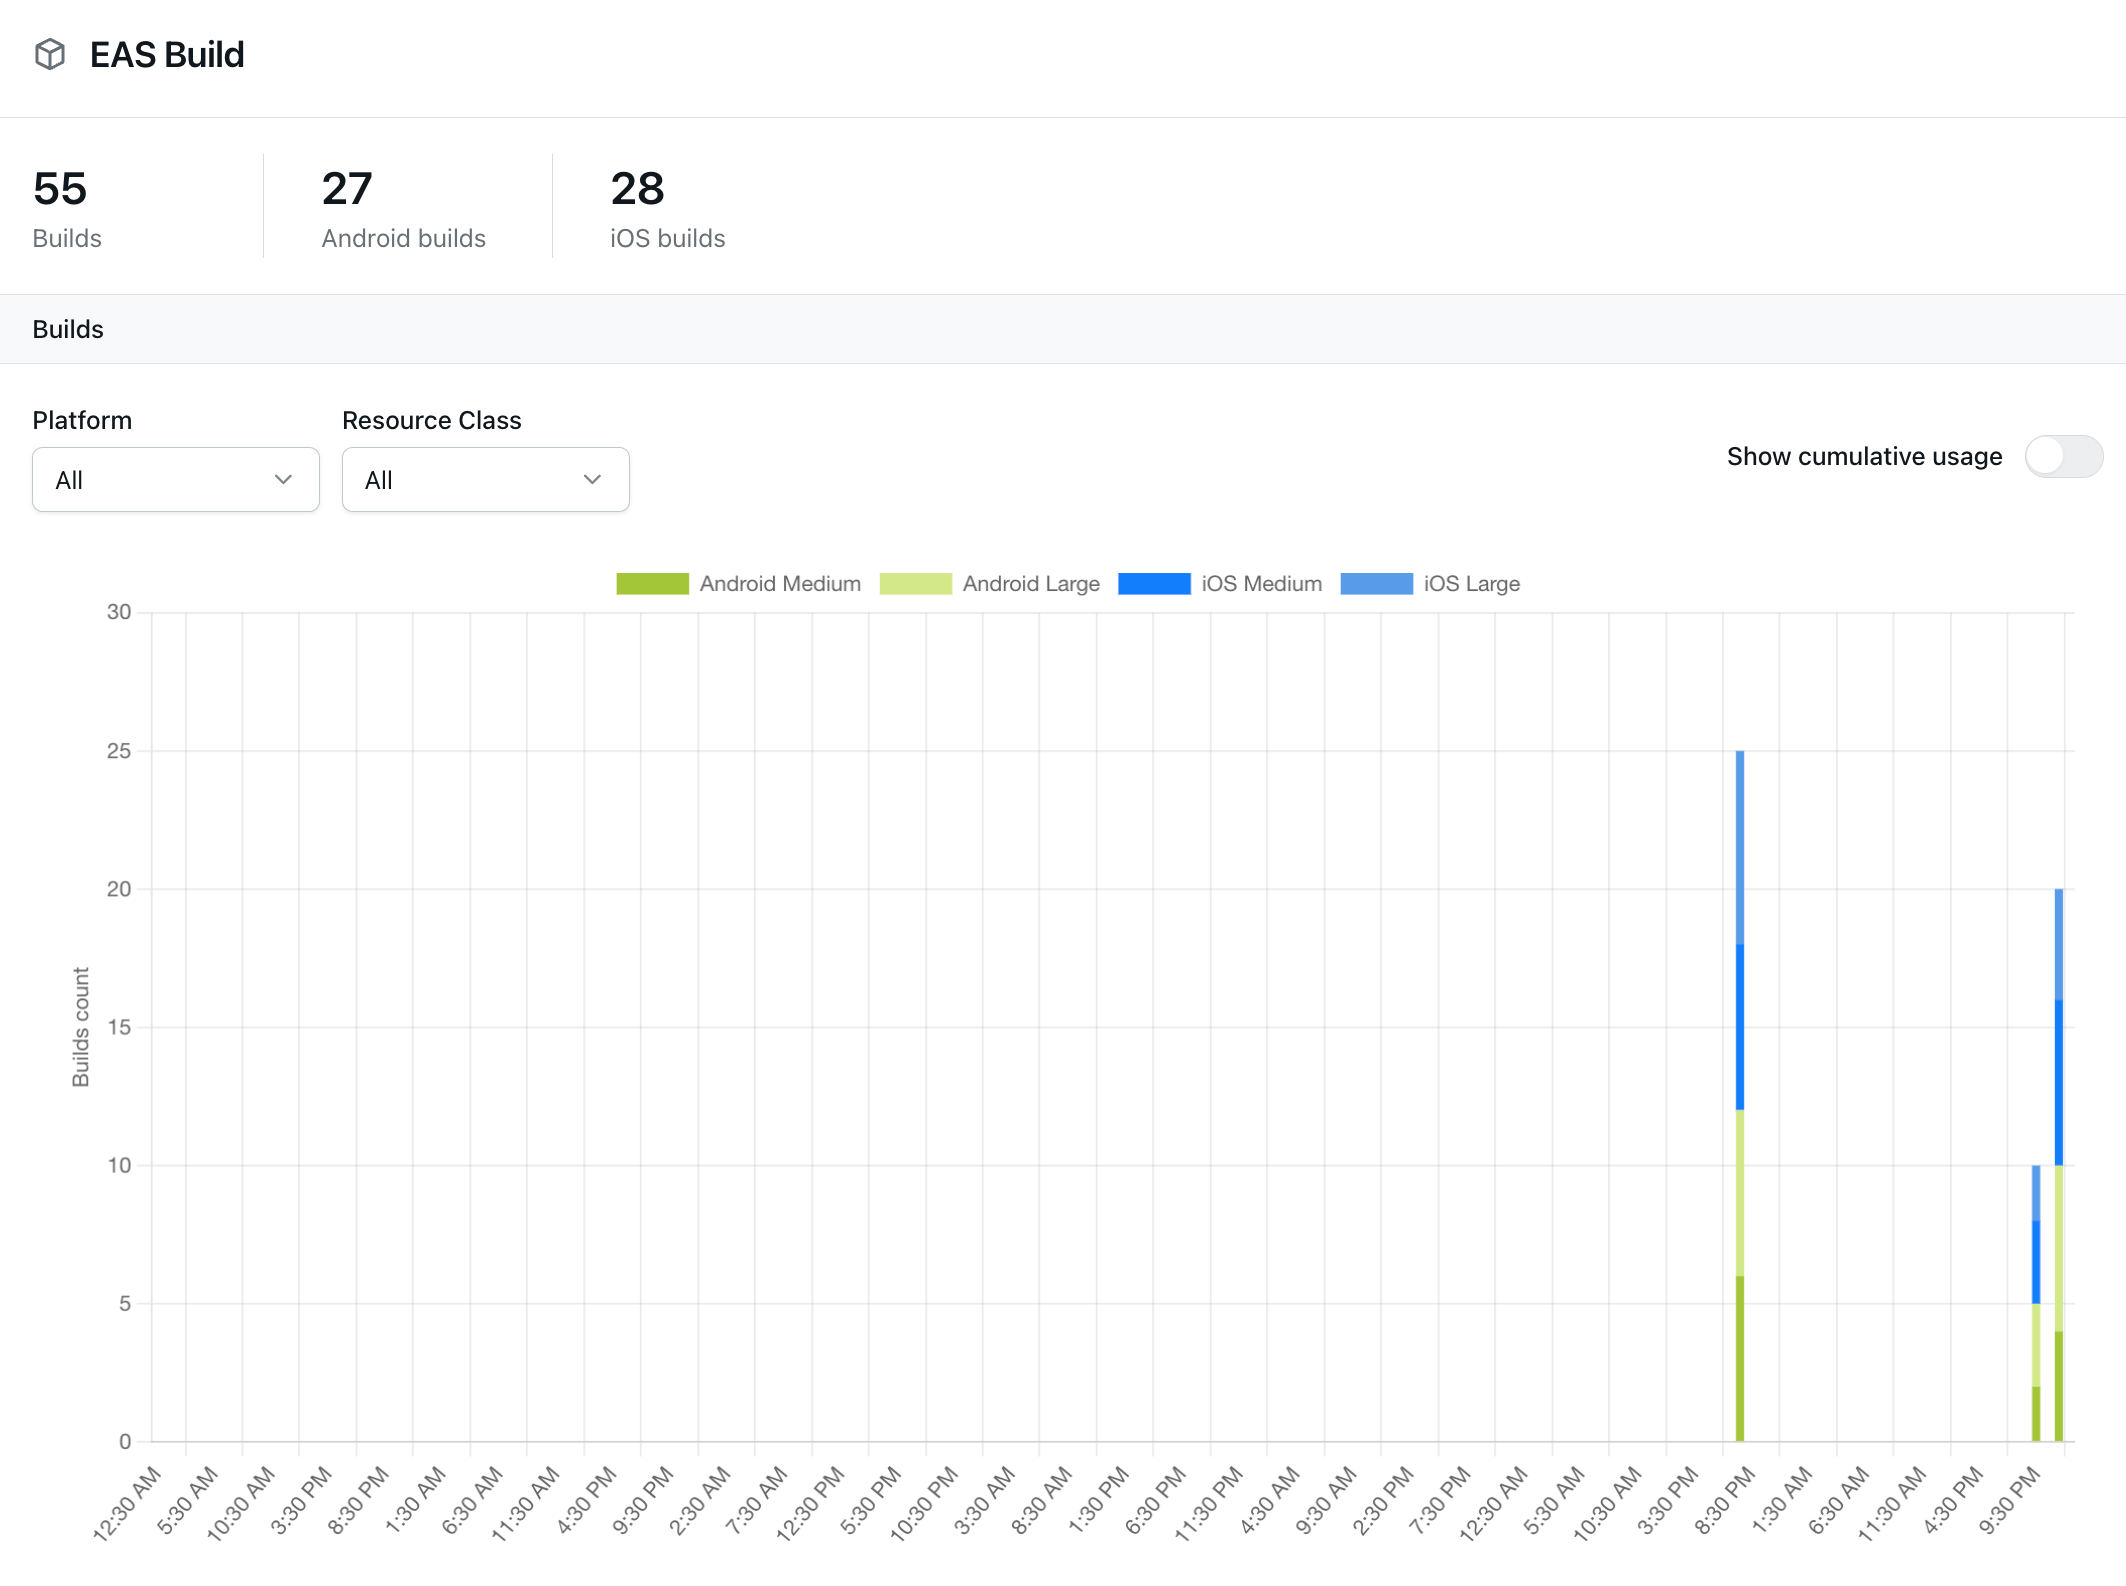 EAS Build
55
Builds
27
Android builds
28
iOS builds
Builds
Platform
All
Resource Class
All
Show cumulative usage
Android Medium
Android Large
iOS Medium
iOS Large
Builds count
30
25
20
15
10
5
0
12:30 AM
5:30 AM
10:30 AM
3:30 PM
8:30 PM
1:30 AM
6:30 AM
11:30 AM
4:30 PM
9:30 PM
2:30 AM
7:30 AM
12:30 PM
5:30 PM
10:30 PM
3:30 AM
8:30 AM
1:30 PM
6:30 PM
11:30 PM
4:30 AM
9:30 AM
2:30 PM
7:30 PM
12:30 AM
5:30 AM
10:30 AM
3:30 PM
8:30 PM
1:30 AM
6:30 AM
11:30 AM
4:30 PM
9:30 PM